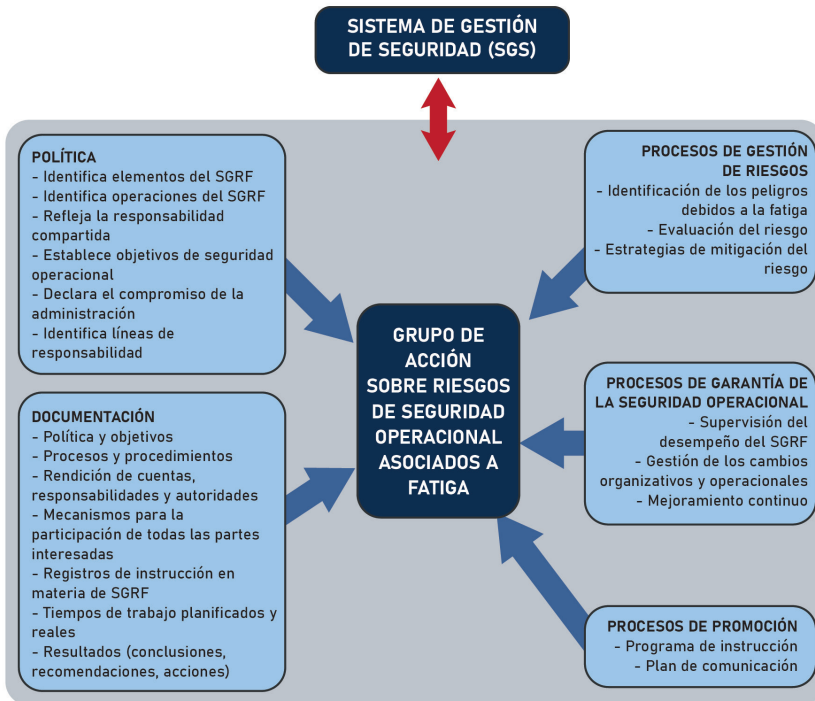 SISTEMA DE GESTIÓN
DE SEGURIDAD (SGS)
POLÍTICA
- Identifica elementos del SGRF
- Identifica operaciones del SGRF
- Refleja la responsabilidad
compartida
- Establece objetivos de seguridad
operacional
- Declara el compromiso de la
administración
- Identifica líneas de
responsabilidad
DOCUMENTACIÓN
- Política y objetivos
- Procesos y procedimientos
- Rendición de cuentas,
responsabilidades y autoridades
- Mecanismos para la
participación de todas las partes
interesadas
- Registros de instrucción en
materia de SGRF
- Tiempos de trabajo planificados y
reales
- Resultados (conclusiones,
recomendaciones, acciones)
GRUPO DE
ACCIÓN
SOBRE RIESGOS
DE SEGURIDAD
OPERACIONAL
ASOCIADOS A
FATIGA
PROCESOS DE GESTIÓN
DE RIESGOS
- Identificación de los peligros
debidos a la fatiga
- Evaluación del riesgo
- Estrategias de mitigación del
riesgo
PROCESOS DE GARANTÍA DE
LA SEGURIDAD OPERACIONAL
- Supervisión del
desempeño del SGRF
- Gestión de los cambios
organizativos y operacionales
- Mejoramiento continuo
PROCESOS DE PROMOCIÓN
- Programa de instrucción
- Plan de comunicación